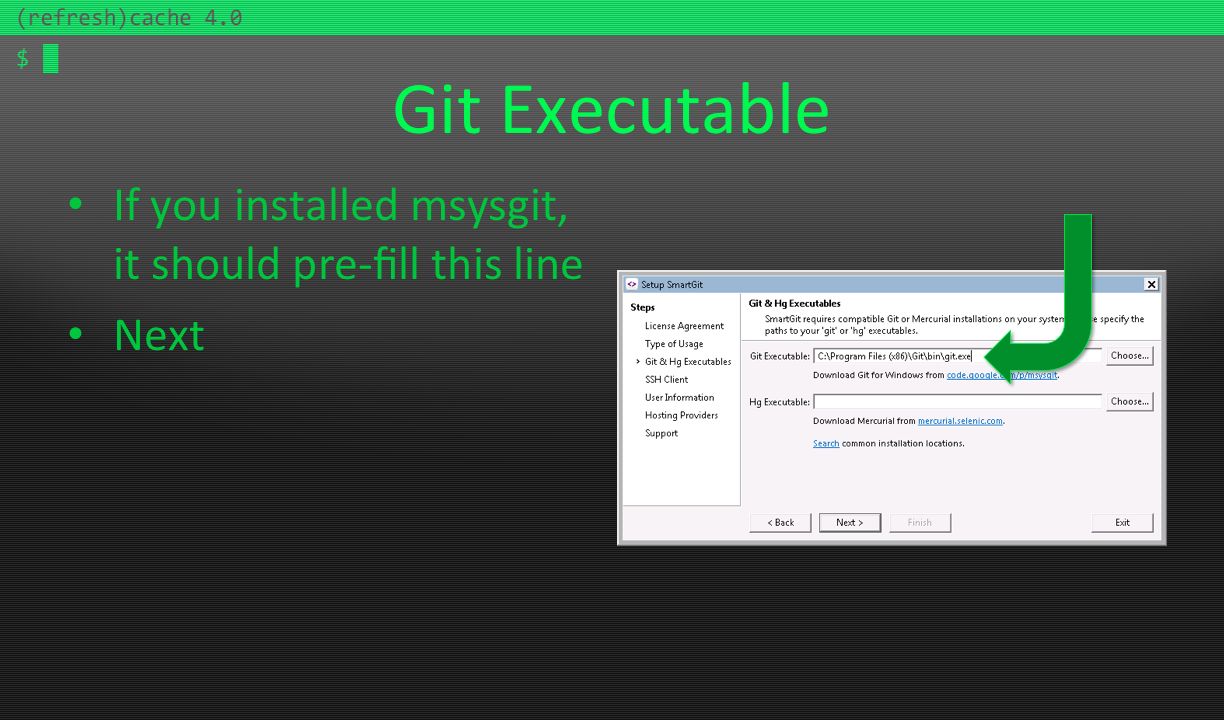 (refresh)cache 4.0
$
Git Executable
• If you installed msysgit,
it should pre-fill this line
• Next
Setup SmartGit
Steps
License Agreement
Type of Usage
> Git & Hg Executables
SSH Client
User Information
Hosting Providers
Support
Git & Hg Executables
SmartGit requires compatible Git or Mercurial installations on your system specify the
paths to your 'git' or 'hg' executables.
Git Executable: C:\Program Files (x86)\Git\bin\git.exe Choose...
Download Git for Windows from code.google.com/p/msysgit.
Hg Executable: Choose...
Download Mercurial from mercurial.selenic.com.
Search common installation locations.
< Back Next > Finish Exit